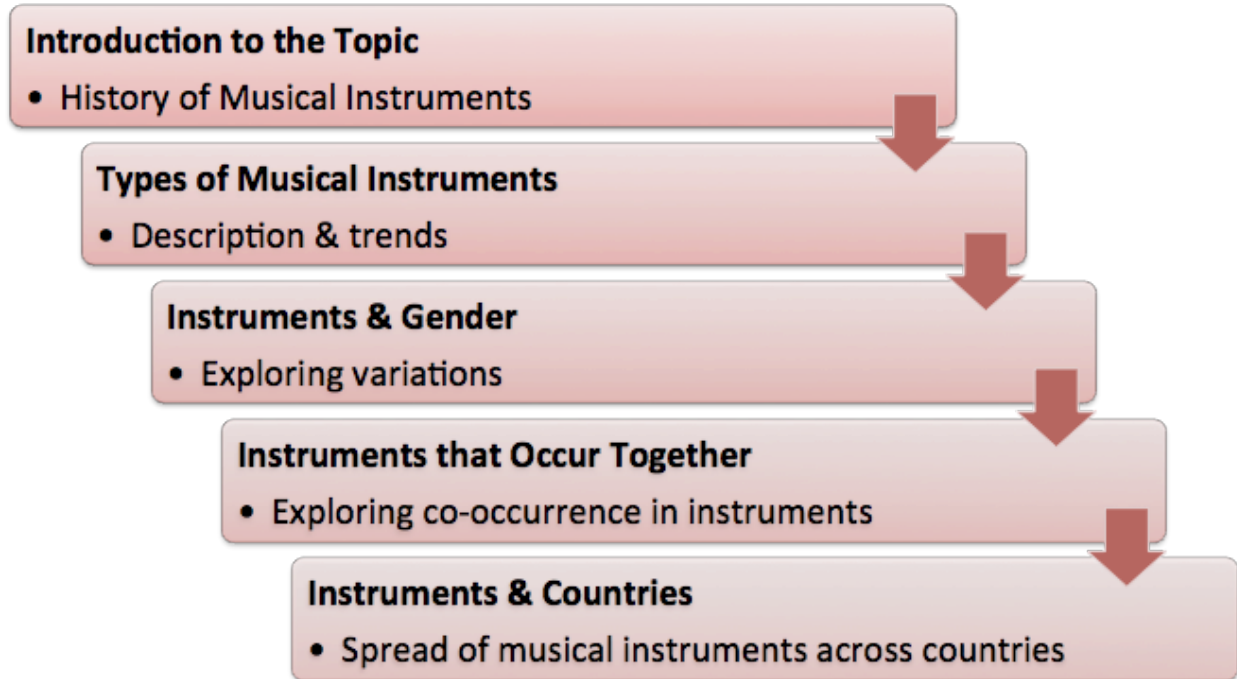 Introduction to the Topic
• History of Musical Instruments
Types of Musical Instruments
• Description & trends
Instruments & Gender
• Exploring variations
Instruments that Occur Together
• Exploring co-occurrence in instruments
Instruments & Countries
• Spread of musical instruments across countries